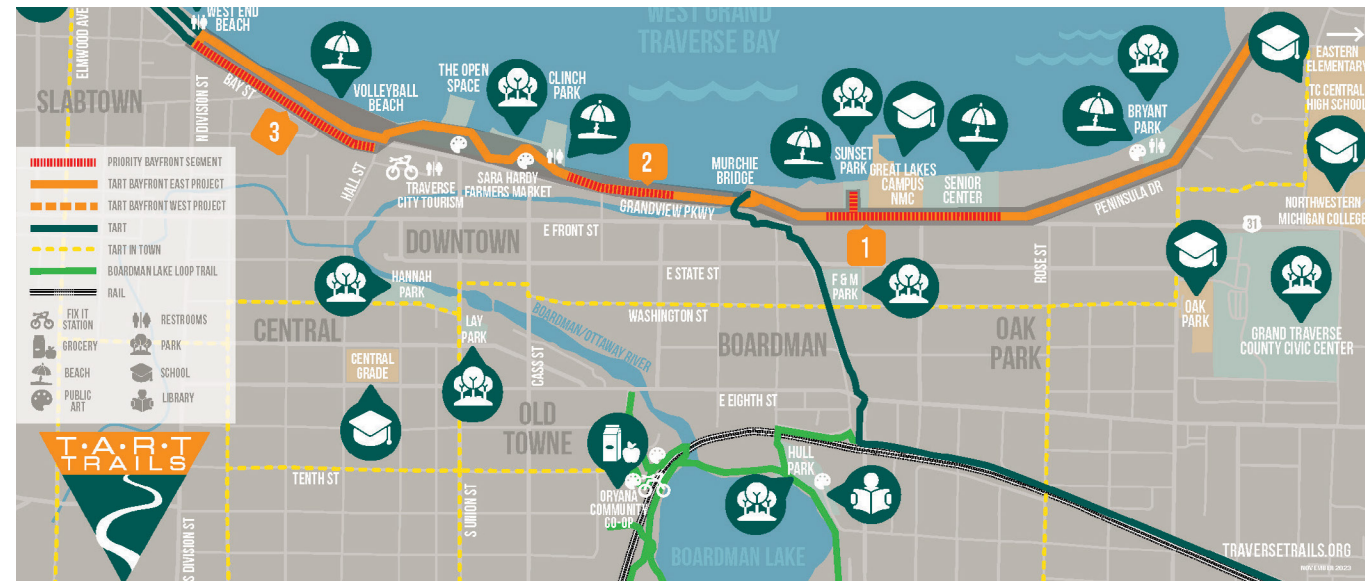 WEST END
BEACH
ELMWOOD AVE
SLABTOWN
N DIVISION ST
BAY ST
3
VOLLEYBALL
BEACH
HALL ST
THE OPEN
SPACE
CLINCH
PARK
WEST GRAND
TRAVERSE BAY
TRAVERSE
CITY TOURISM
SARA HARDY
FARMERS MARKET
2
GRANDVIEW PKWY
MURCHIE
BRIDGE
SUNSET
PARK
GREAT LAKES
CAMPUS
NMC
SENIOR
CENTER
1
BRYANT
PARK
PENINSULA DR
EASTERN
ELEMENTARY
TC CENTRAL
HIGH SCHOOL
NORTHWESTERN
MICHIGAN COLLEGE
31
PRIORITY BAYFRONT SEGMENT
TART BAYFRONT EAST PROJECT
TART BAYFRONT WEST PROJECT
TART
TART IN TOWN
BOARDMAN LAKE LOOP TRAIL
RAIL
FIX IT
STATION
RESTROOMS
GROCERY
PARK
BEACH
SCHOOL
PUBLIC
ART
LIBRARY
DOWNTOWN
E FRONT ST
E STATE ST
HANNAH
PARK
F & M
PARK
ROSE ST
OAK
PARK
GRAND TRAVERSE
COUNTY CIVIC CENTER
CENTRAL
LAY
PARK
CASS ST
BOARDMAN/OTTAWAY RIVER
WASHINGTON ST
BOARDMAN
OAK
PARK
CENTRAL
GRADE
OLD
TOWNE
E EIGHTH ST
T·A·R·T
TRAILS
TENTH ST
S UNION ST
S DIVISION ST
ORYANA
COMMUNITY
CO-OP
HULL
PARK
BOARDMAN LAKE
TRAVERSETRAILS.ORG
NOVEMBER 2023